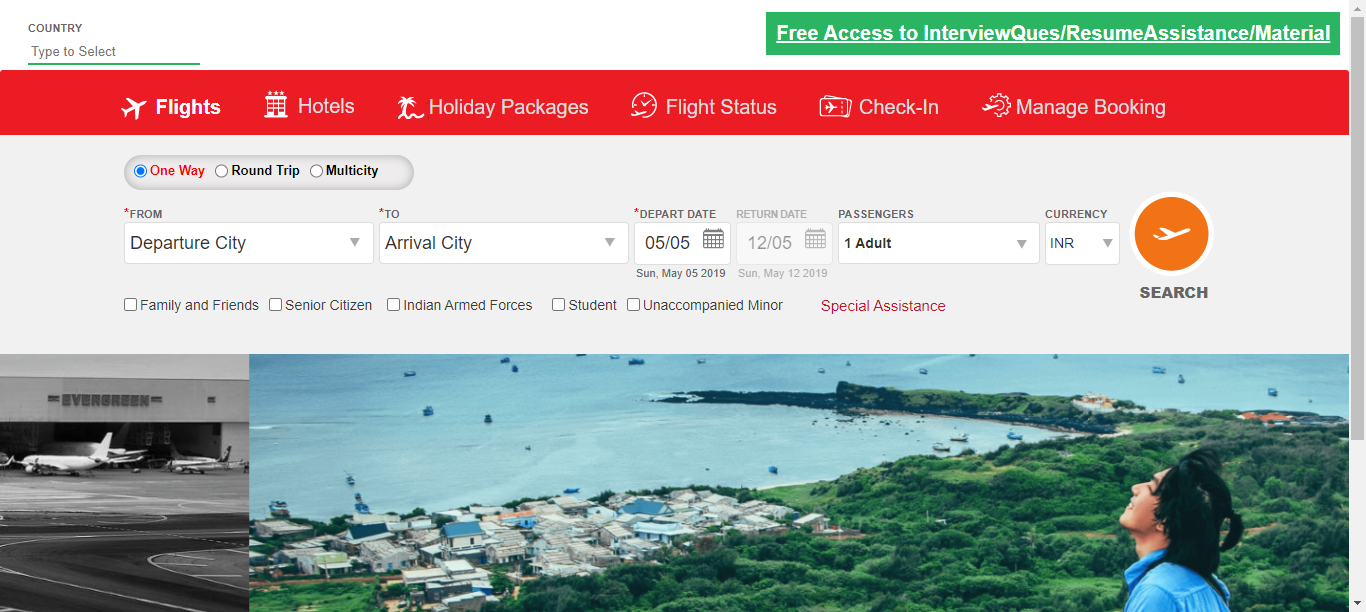 COUNTRY
Type to Select
Free Access to InterviewQues/ResumeAssistance/Material
Flights
Hotels
Holiday Packages
Flight Status
Check-In
Manage Booking
One Way
Round Trip
Multicity
*FROM
*TO
*DEPART DATE
RETURN DATE
PASSENGERS
CURRENCY
Departure City
Arrival City
05/05
12/05
1 Adult
INR
Sun, May 05 2019
Sun, May 12 2019
SEARCH
Family and Friends
Senior Citizen
Indian Armed Forces
Student
Unaccompanied Minor
Special Assistance
EVERGREEN